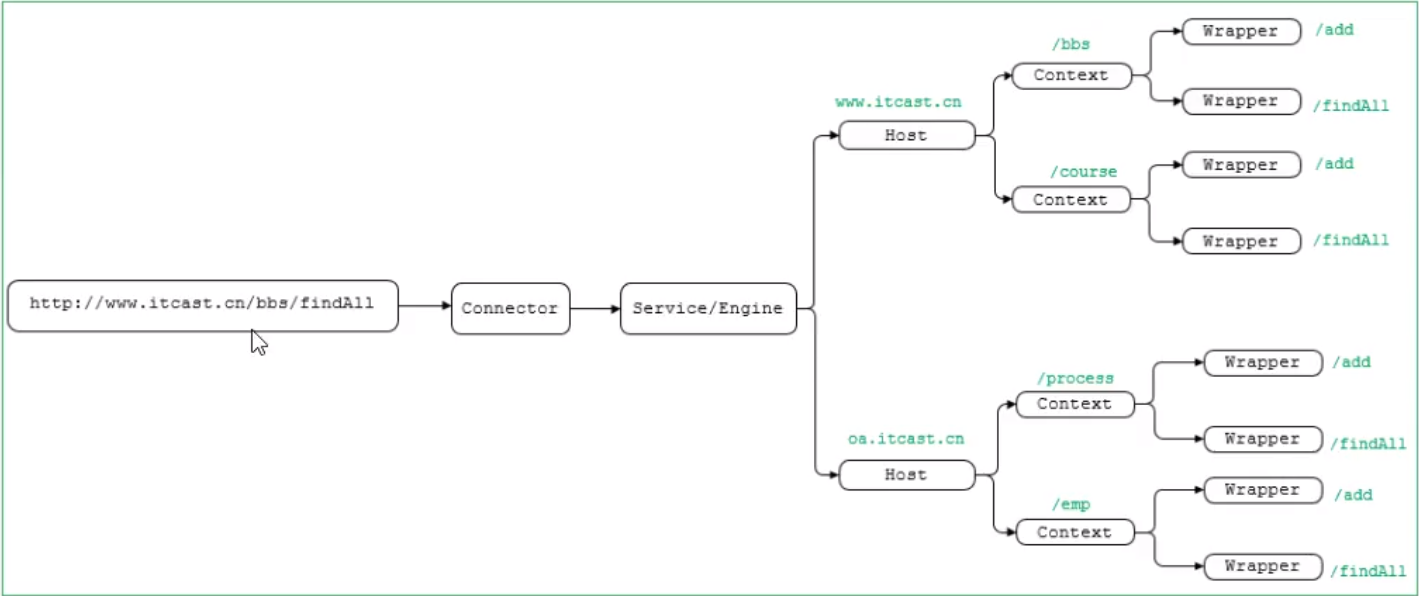 http://www.itcast.cn/bbs/findAll
Connector
Service/Engine
www.itcast.cn
Host
/bbs
Context
Wrapper
/add
Wrapper
/findAll
/course
Context
Wrapper
/add
Wrapper
/findAll
oa.itcast.cn
Host
/process
Context
Wrapper
/add
Wrapper
/findAll
/emp
Context
Wrapper
/add
Wrapper
/findAll